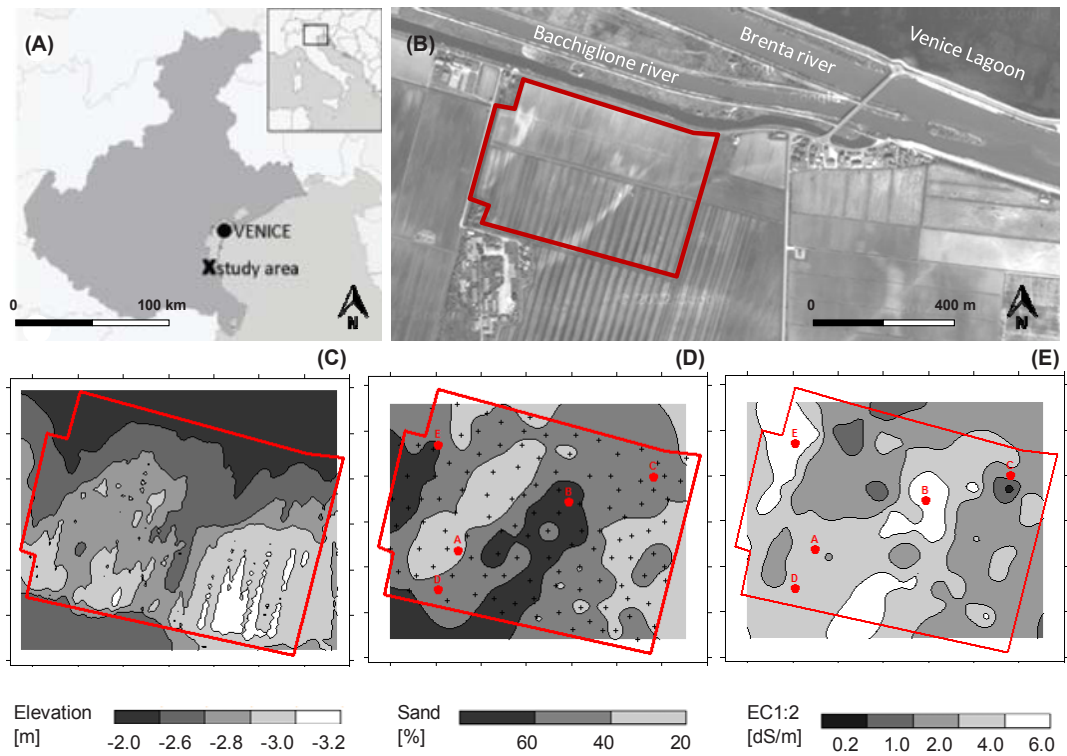 (A)
VENICE
Xstudy area
0 100 km
N
(B)
Bacchiglione river
Brenta river
Venice Lagoon
0 400 m
N
(C)
(D)
E
C
B
A
D
(E)
E
C
B
A
D
Elevation
[m]
-2.0 -2.6 -2.8 -3.0 -3.2
Sand
[%]
60 40 20
EC1:2
[dS/m]
0.2 1.0 2.0 4.0 6.0